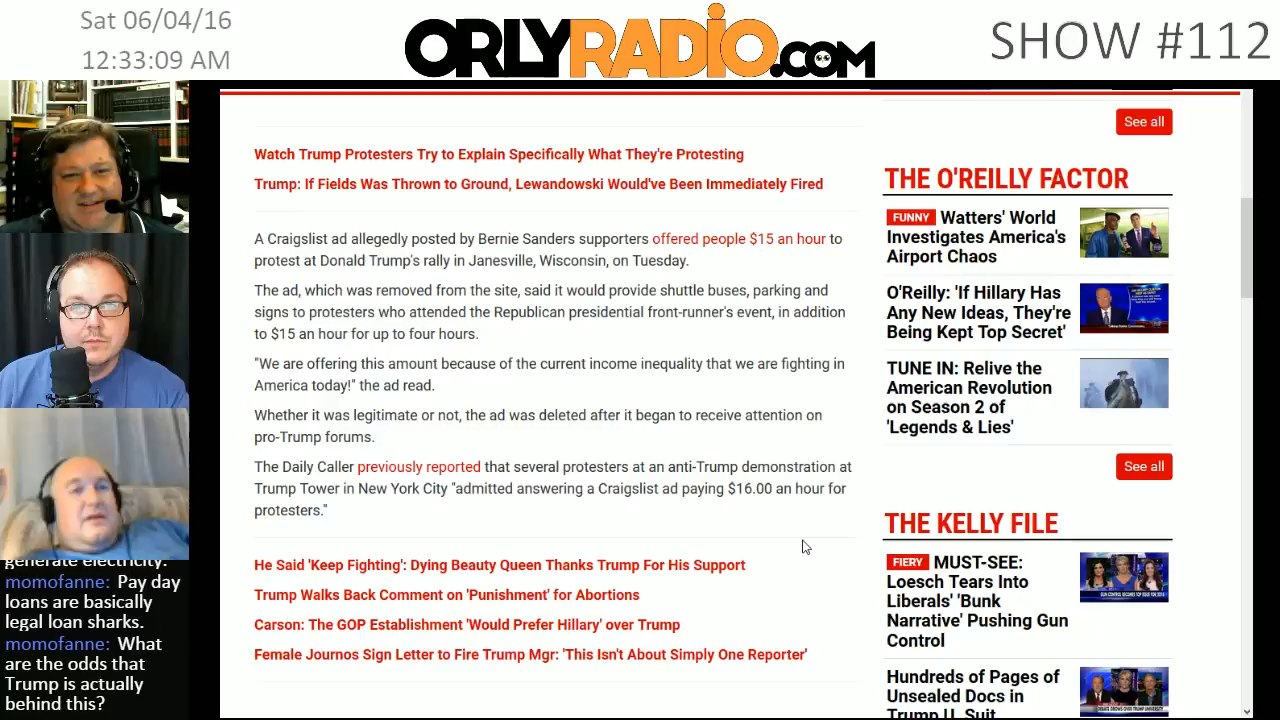 Sat 06/04/16
12:33:09 AM
ORLYRADIO.COM
SHOW #112
See all
Watch Trump Protesters Try to Explain Specifically What They're Protesting
Trump: If Fields Was Thrown to Ground, Lewandowski Would've Been Immediately Fired
A Craigslist ad allegedly posted by Bernie Sanders supporters offered people $15 an hour to
protest at Donald Trump's rally in Janesville, Wisconsin, on Tuesday.
The ad, which was removed from the site, said it would provide shuttle buses, parking and
signs to protesters who attended the Republican presidential front-runner's event, in addition
to $15 an hour for up to four hours.
"We are offering this amount because of the current income inequality that we are fighting in
America today!" the ad read.
Whether it was legitimate or not, the ad was deleted after it began to receive attention on
pro-Trump forums.
The Daily Caller previously reported that several protesters at an anti-Trump demonstration at
Trump Tower in New York City "admitted answering a Craigslist ad paying $16.00 an hour for
protesters."
He Said 'Keep Fighting': Dying Beauty Queen Thanks Trump For His Support
Trump Walks Back Comment on 'Punishment' for Abortions
Carson: The GOP Establishment 'Would Prefer Hillary' over Trump
Female Journos Sign Letter to Fire Trump Mgr: 'This Isn't About Simply One Reporter'
THE O'REILLY FACTOR
FUNNY Watters' World
Investigates America's
Airport Chaos
O'Reilly: 'If Hillary Has
Any New Ideas, They're
Being Kept Top Secret'
TUNE IN: Relive the
American Revolution
on Season 2 of
'Legends & Lies'
See all
THE KELLY FILE
FIERY MUST-SEE:
Loesch Tears Into
Liberals' 'Bunk
Narrative' Pushing Gun
Control
Hundreds of Pages of
Unsealed Docs in
Trump U. Suit
generate electricity.
momofanne: Pay day
loans are basically
legal loan sharks.
momofanne: What
are the odds that
Trump is actually
behind this?